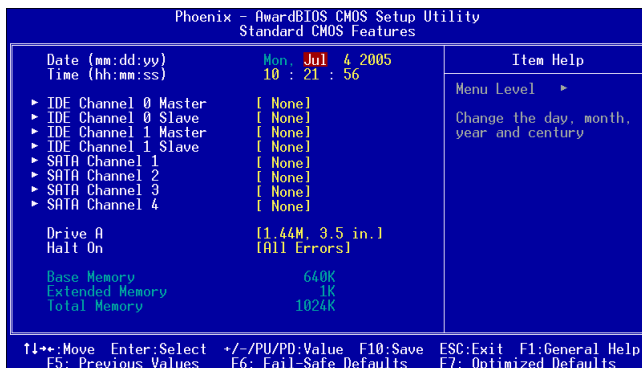 Phoenix - AwardBIOS CMOS Setup Utility
Standard CMOS Features
Date (mm:dd:yy) Mon, Jul 4 2005
Time (hh:mm:ss) 10 : 21 : 56
Item Help
Menu Level ►
Change the day, month,
year and century
► IDE Channel 0 Master [ None]
► IDE Channel 0 Slave [ None]
► IDE Channel 1 Master [ None]
► IDE Channel 1 Slave [ None]
► SATA Channel 1 [ None]
► SATA Channel 2 [ None]
► SATA Channel 3 [ None]
► SATA Channel 4 [ None]
Drive A [1.44M, 3.5 in.]
Halt On [All Errors]
Base Memory 640K
Extended Memory 1K
Total Memory 1024K
↑↓→←:Move Enter:Select +/-/PU/PD:Value F10:Save ESC:Exit F1:General Help
F5: Previous Values F6: Fail-Safe Defaults F7: Optimized Defaults